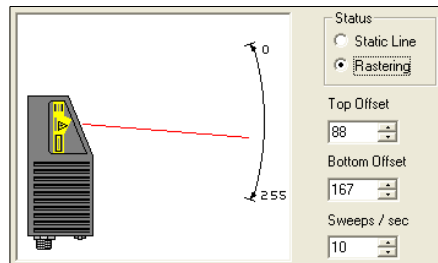 Status
Static Line
Rastering
0
255
Top Offset
88
Bottom Offset
167
Sweeps / sec
10